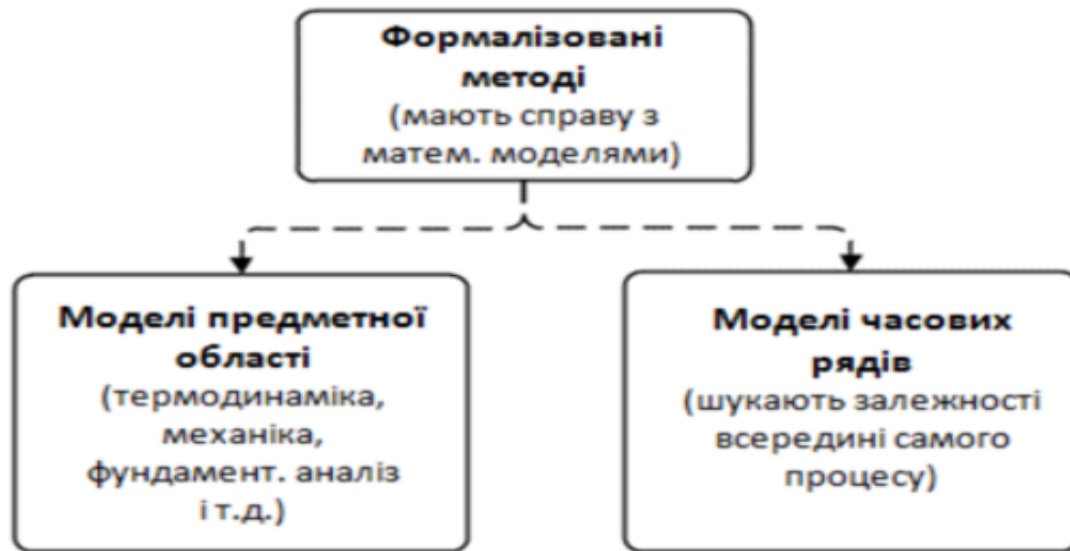 Формалізовані
методі
(мають справу з
матем. моделями)
Моделі предметної
області
(термодинаміка,
механіка,
фундамент. аналіз
і т.д.)
Моделі часових
рядів
(шукають залежності
всередині самого
процесу)